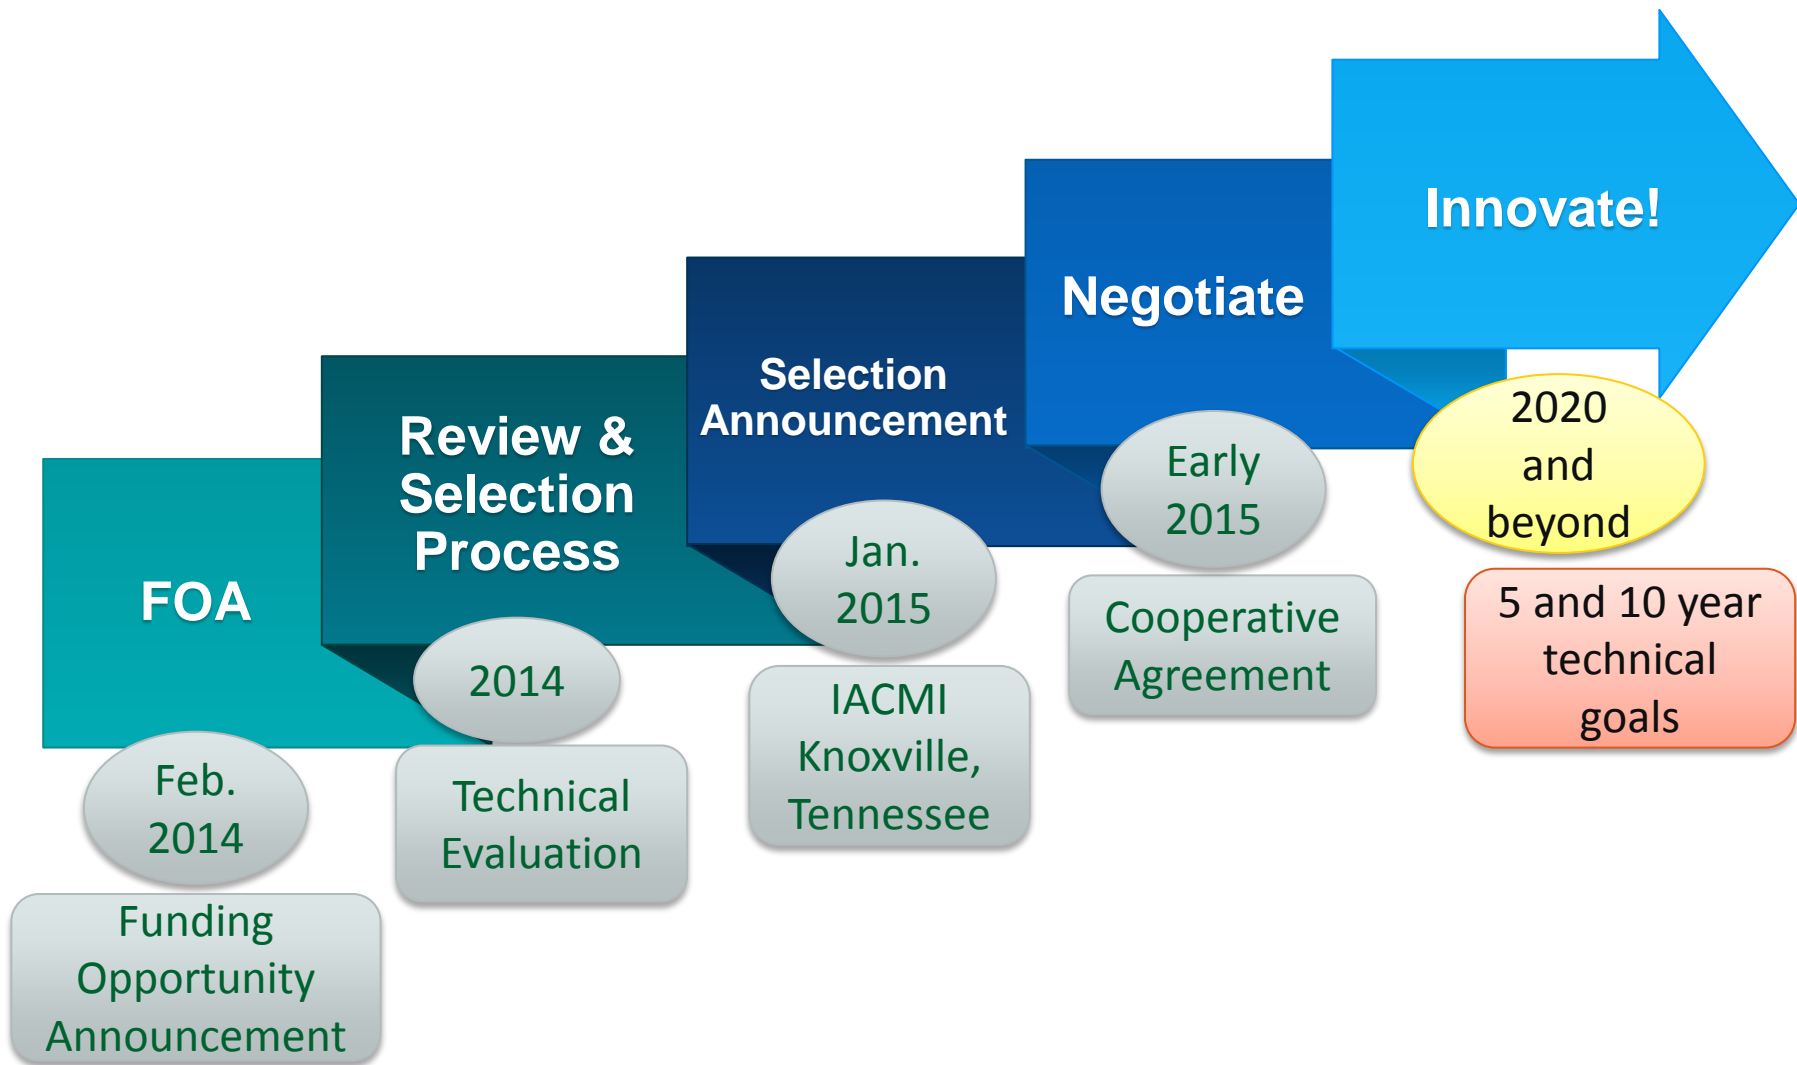 FOA
Feb.
2014
Funding
Opportunity
Announcement
Review &
Selection
Process
2014
Technical
Evaluation
Selection
Announcement
Jan.
2015
IACMI
Knoxville,
Tennessee
Negotiate
Early
2015
Cooperative
Agreement
Innovate!
2020
and
beyond
5 and 10 year
technical
goals